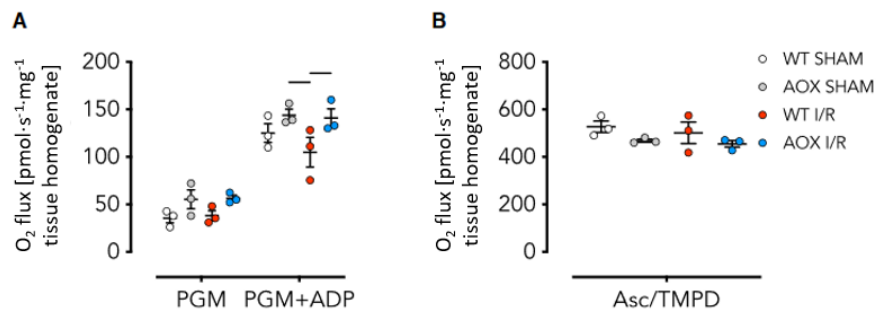 A
O₂ flux [pmol·s⁻¹·mg⁻¹
tissue homogenate]
200
150
100
50
0
PGM
PGM+ADP
B
O₂ flux [pmol·s⁻¹·mg⁻¹
tissue homogenate]
800
600
400
200
0
Asc/TMPD
WT SHAM
AOX SHAM
WT I/R
AOX I/R